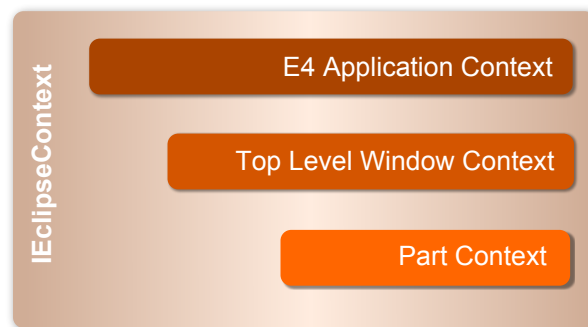 IEclipseContext
E4 Application Context
Top Level Window Context
Part Context